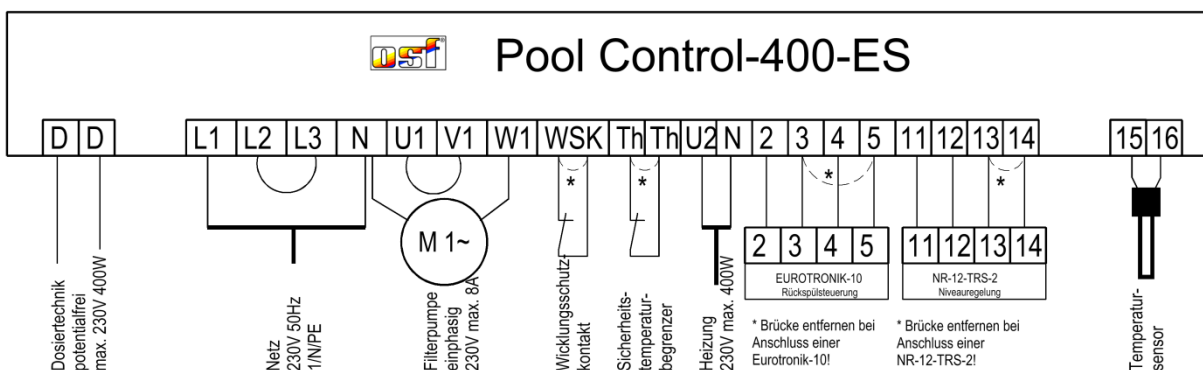 osf
Pool Control-400-ES
D D L1 L2 L3 N U1 V1 W1 WSK Th Th U2 N 2 3 4 5 11 12 13 14 15 16
* * * *
M 1~
2 3 4 5
11 12 13 14
EUROTRONIK-10
Rückspülsteuerung
NR-12-TRS-2
Niveauregelung
Dosiertechnik
potentialfrei
max. 230V 400W
Netz
230V 50Hz
1/N/PE
Filterpumpe
einphasig
230V max. 8A
Wicklungsschutz-
kontakt
Sicherheits-
temperatur-
begrenzer
Heizung
230V max. 400W
* Brücke entfernen bei
Anschluss einer
Eurotronik-10!
* Brücke entfernen bei
Anschluss einer
NR-12-TRS-2!
Temperatur-
sensor